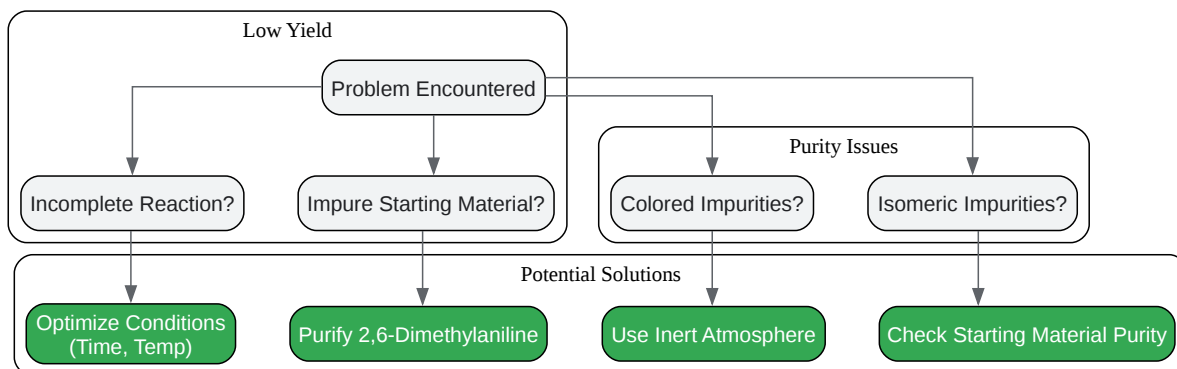 Low Yield
Problem Encountered
Purity Issues
Incomplete Reaction?
Impure Starting Material?
Colored Impurities?
Isomeric Impurities?
Potential Solutions
Optimize Conditions
(Time, Temp)
Purify 2,6-Dimethylaniline
Use Inert Atmosphere
Check Starting Material Purity